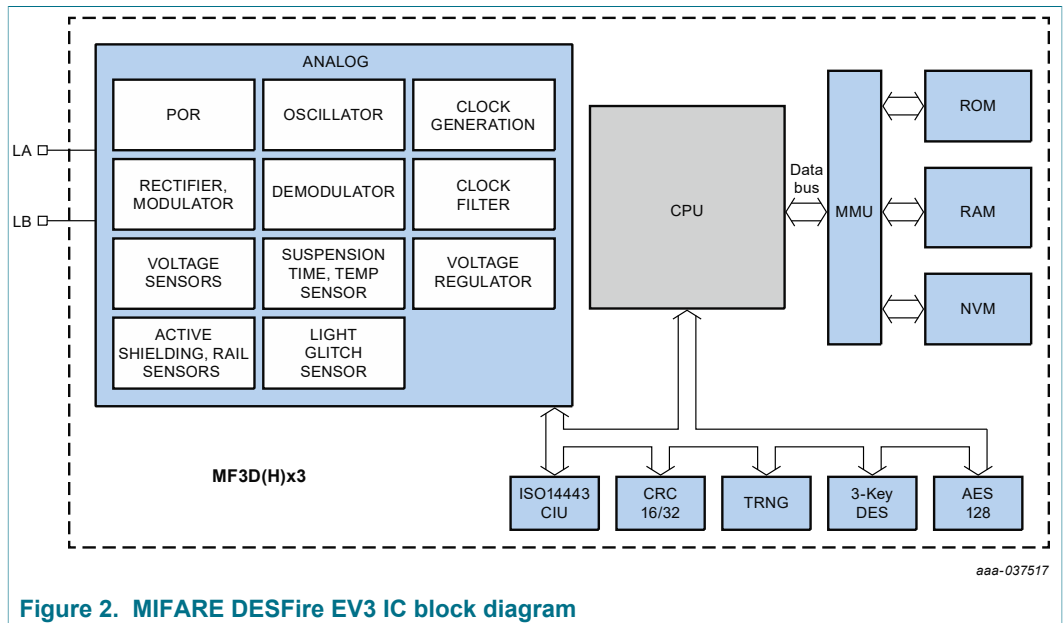 ANALOG
POR
OSCILLATOR
CLOCK
GENERATION
RECTIFIER,
MODULATOR
DEMODULATOR
CLOCK
FILTER
VOLTAGE
SENSORS
SUSPENSION
TIME, TEMP
SENSOR
VOLTAGE
REGULATOR
ACTIVE
SHIELDING, RAIL
SENSORS
LIGHT
GLITCH
SENSOR
LA
LB
CPU
Data
bus
MMU
ROM
RAM
NVM
MF3D(H)x3
ISO14443
CIU
CRC
16/32
TRNG
3-Key
DES
AES
128
aaa-037517
Figure 2. MIFARE DESFire EV3 IC block diagram